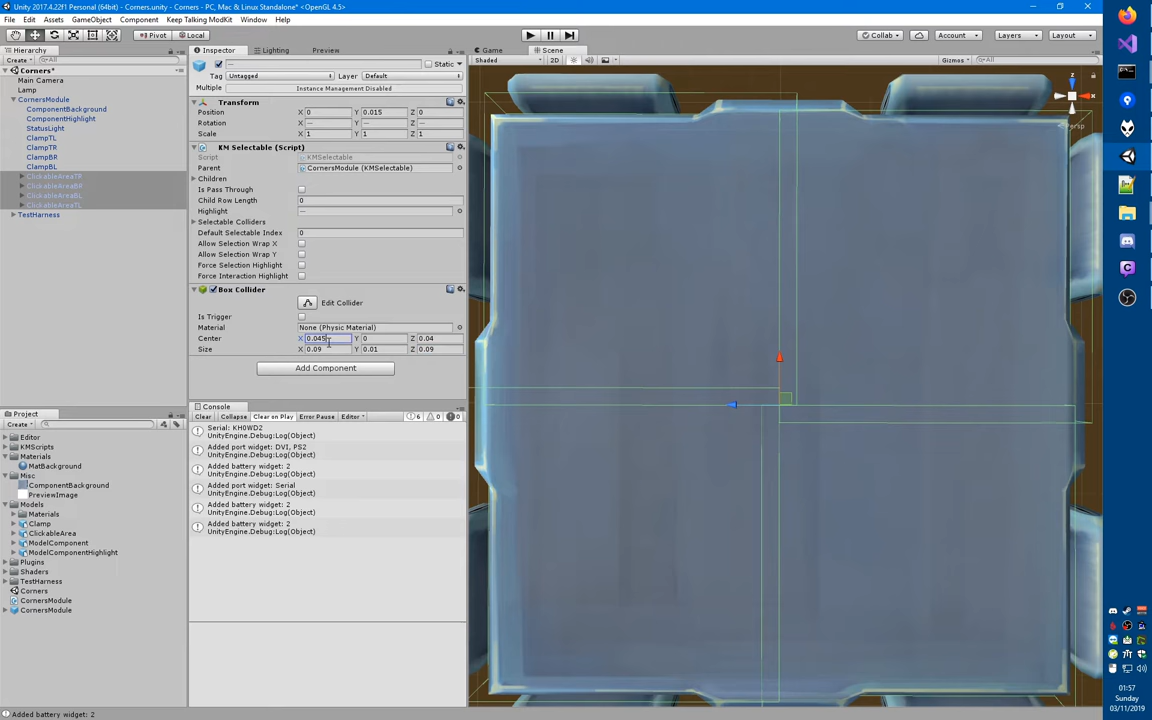 Unity 2017.4.22f1 Personal (64bit) - Corners.unity - Corners - PC, Mac & Linux Standalone* <OpenGL 4.5>
File Edit Assets GameObject Component Keep Talking ModKit Window Help
Pivot Local Collab Account Layers Layout
Hierarchy
Create All
Corners*
Main Camera
Lamp
CornersModule
ComponentBackground
ComponentHighlight
StatusLight
ClampTL
ClampTR
ClampBR
ClampBL
ClickableAreaTR
ClickableAreaBR
ClickableAreaBL
ClickableAreaTL
TestHarness
Inspector Lighting Preview
— Static
Tag Untagged Layer Default
Multiple Instance Management Disabled
Transform
Position X 0 Y 0.015 Z 0
Rotation X — Y — Z —
Scale X 1 Y 1 Z 1
KM Selectable (Script)
Script KMSelectable
Parent CornersModule (KMSelectable)
Children
Is Pass Through
Child Row Length 0
Highlight —
Selectable Colliders
Default Selectable Index 0
Allow Selection Wrap X
Allow Selection Wrap Y
Force Selection Highlight
Force Interaction Highlight
Box Collider
Edit Collider
Is Trigger
Material None (Physic Material)
Center X 0.045 Y 0 Z 0.04
Size X 0.09 Y 0.01 Z 0.09
Add Component
Game Scene
Shaded 2D Gizmos All
z
x
Persp
Project
Create
Editor
KMScripts
Materials
MatBackground
Misc
ComponentBackground
PreviewImage
Models
Materials
Clamp
ClickableArea
ModelComponent
ModelComponentHighlight
Plugins
Shaders
TestHarness
Corners
CornersModule
CornersModule
Console
Clear Collapse Clear on Play Error Pause Editor 6 0 0
Serial: KH0WD2
UnityEngine.Debug:Log(Object)
Added port widget: DVI, PS2
UnityEngine.Debug:Log(Object)
Added battery widget: 2
UnityEngine.Debug:Log(Object)
Added port widget: Serial
UnityEngine.Debug:Log(Object)
Added battery widget: 2
UnityEngine.Debug:Log(Object)
Added battery widget: 2
UnityEngine.Debug:Log(Object)
Added battery widget: 2
01:57
Sunday
03/11/2019